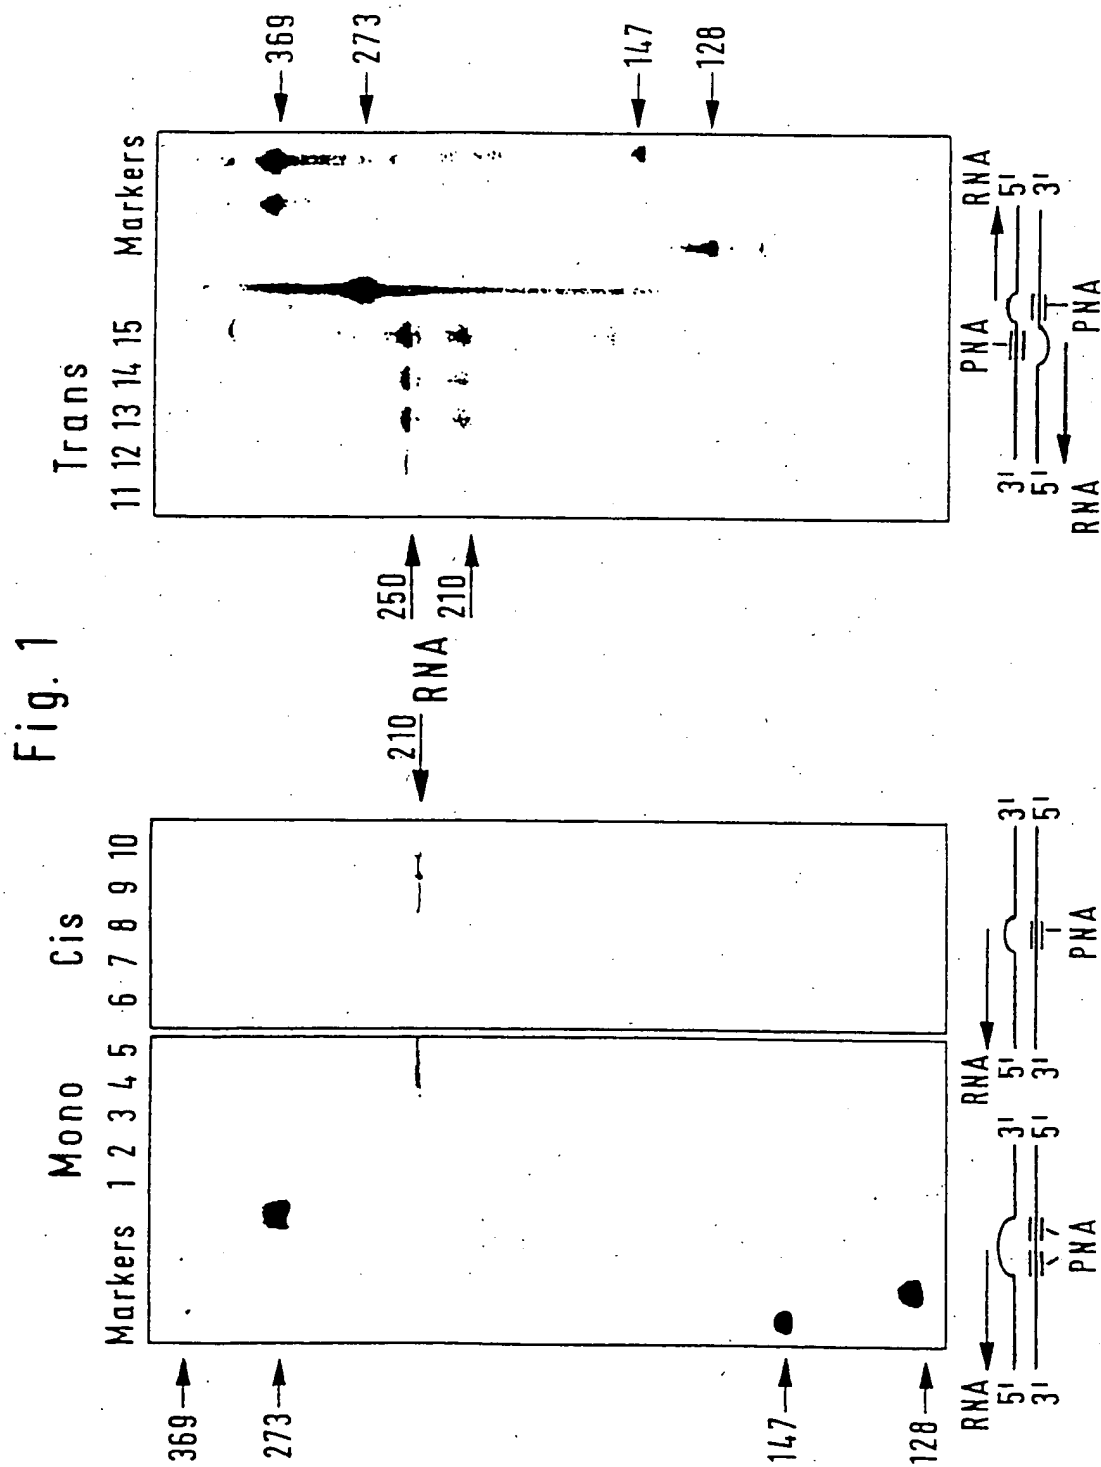 Fig. 1
Mono
Cis
Trans
Markers 1 2 3 4 5
6 7 8 9 10
11 12 13 14 15 Markers
369
273
147
128
210
RNA
250
210
369
273
147
128
RNA
5' 3'
3' 5'
PNA
RNA
5' 3'
3' 5'
PNA
PNA
RNA
3' 5'
5' 3'
RNA
PNA